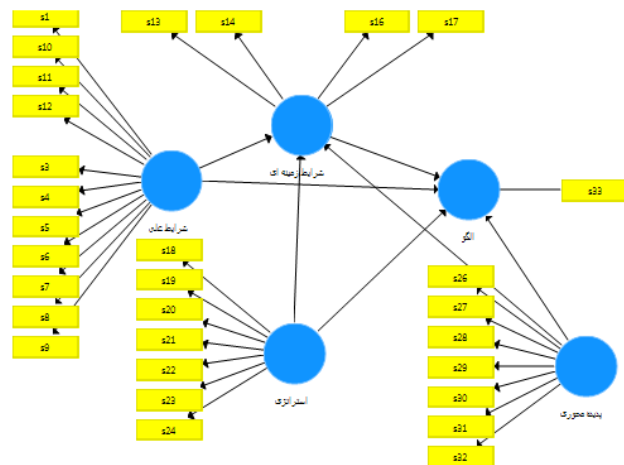 s1
s10
s11
s12
s3
s4
s5
s6
s7
s8
s9
s13
s14
s16
s17
شرایط زمینه ای
شرایط علی
الگو
s33
s18
s19
s20
s21
s22
s23
s24
استراتژی
s26
s27
s28
s29
s30
s31
s32
پدیده محوری